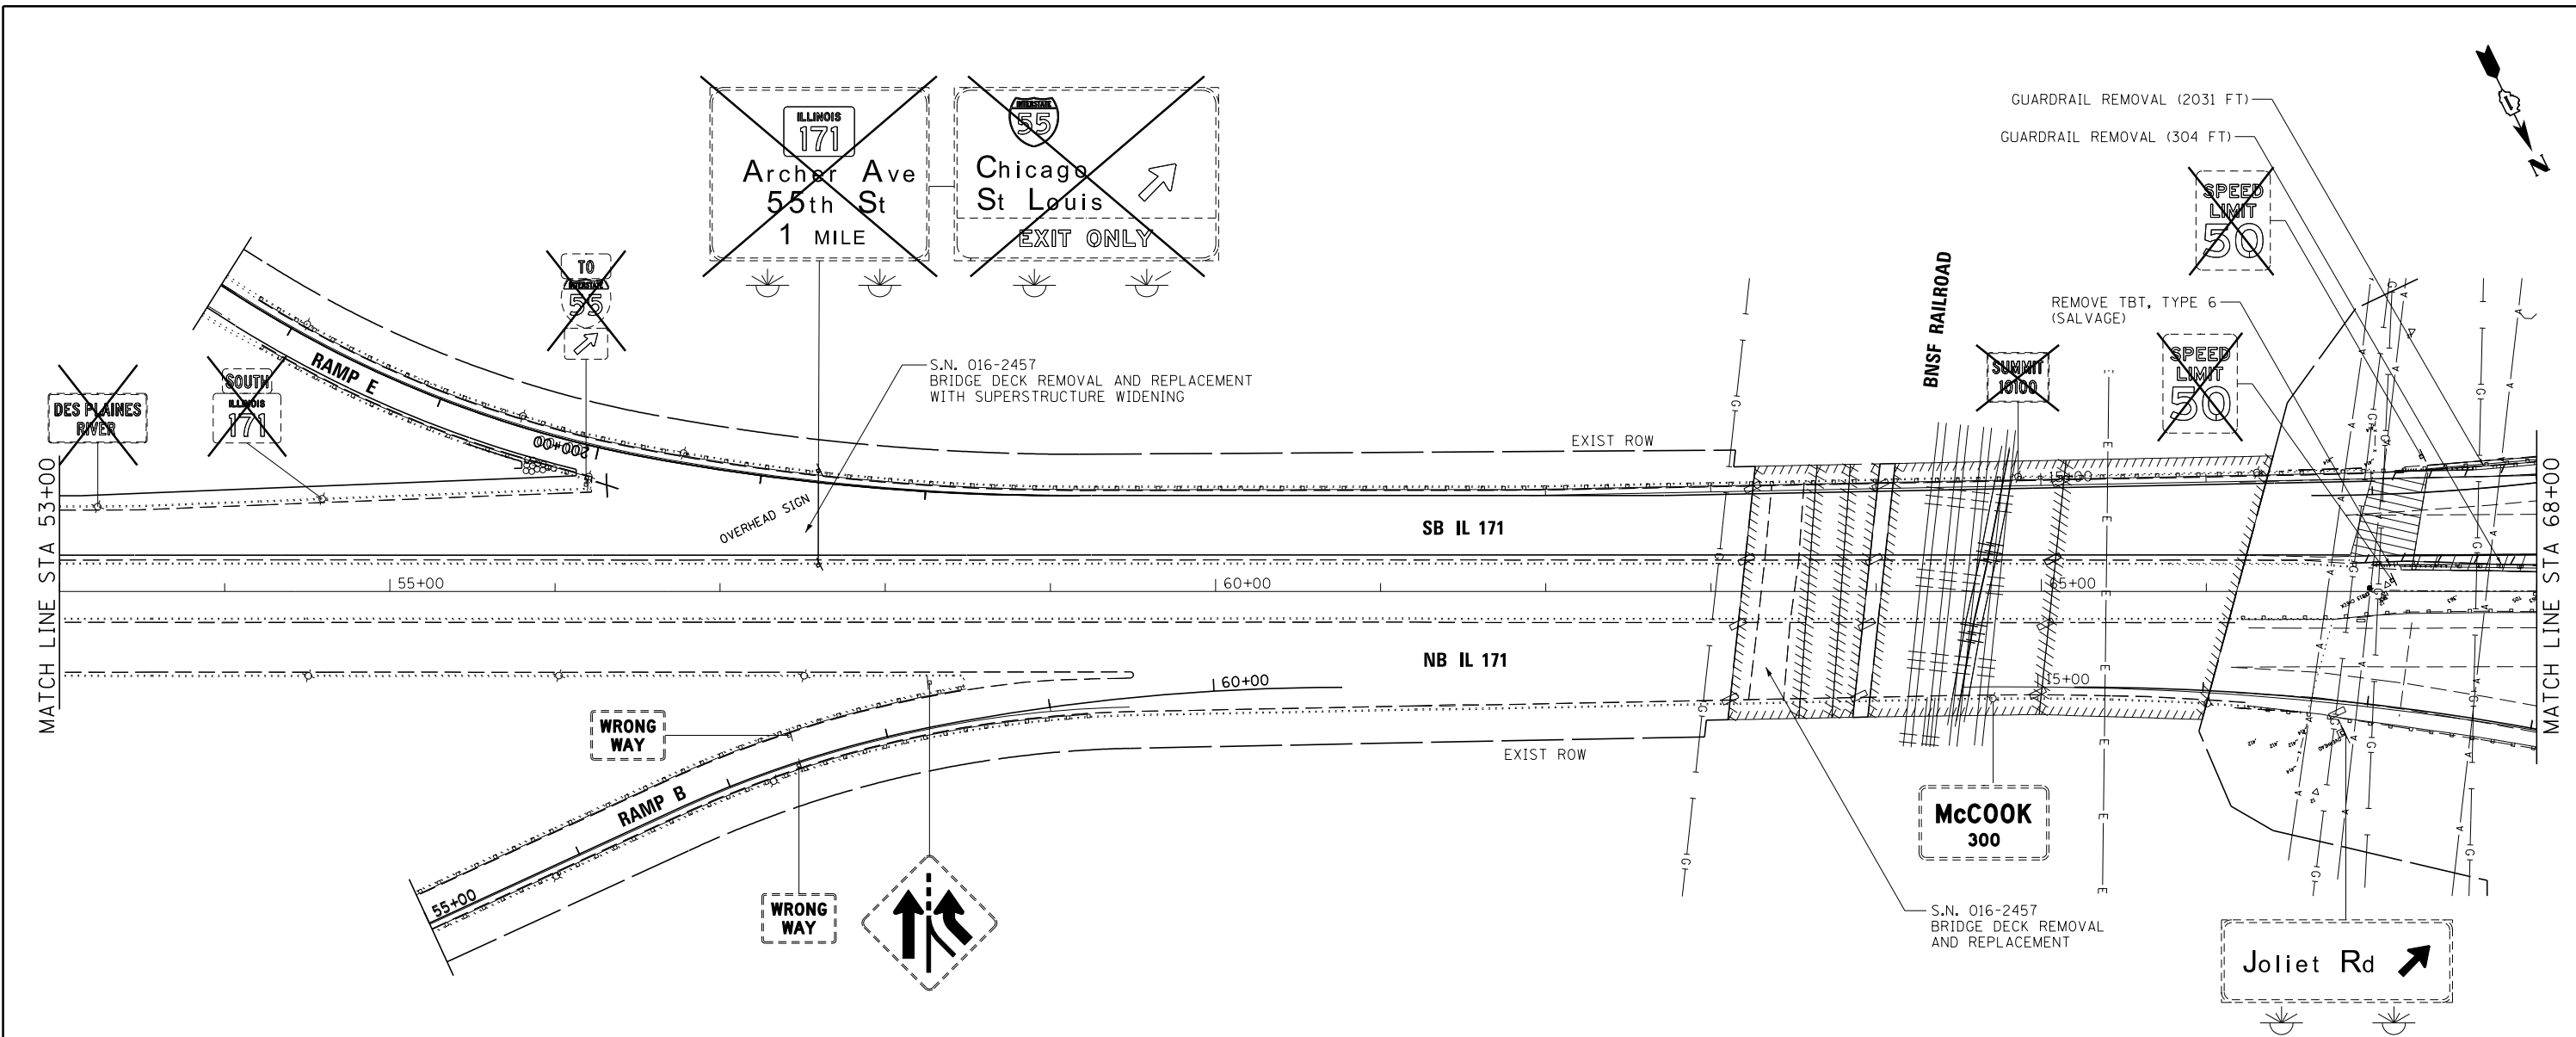 GUARDRAIL REMOVAL (2031 FT)
GUARDRAIL REMOVAL (304 FT)
N
ILLINOIS
171
Archer Ave
55th St
1 MILE
INTERSTATE
55
Chicago
St Louis
EXIT ONLY
SPEED
LIMIT
50
TO
INTERSTATE
55
BNSF RAILROAD
REMOVE TBT, TYPE 6
(SALVAGE)
SPEED
LIMIT
50
SUMMIT
10100
RAMP E
SOUTH
ILLINOIS
171
DES PLAINES
RIVER
S.N. 016-2457
BRIDGE DECK REMOVAL AND REPLACEMENT
WITH SUPERSTRUCTURE WIDENING
200+00
EXIST ROW
OVERHEAD SIGN
SB IL 171
MATCH LINE STA 53+00
MATCH LINE STA 68+00
55+00
60+00
65+00
NB IL 171
60+00
15+00
EXIST ROW
WRONG
WAY
RAMP B
55+00
WRONG
WAY
McCOOK
300
S.N. 016-2457
BRIDGE DECK REMOVAL
AND REPLACEMENT
Joliet Rd